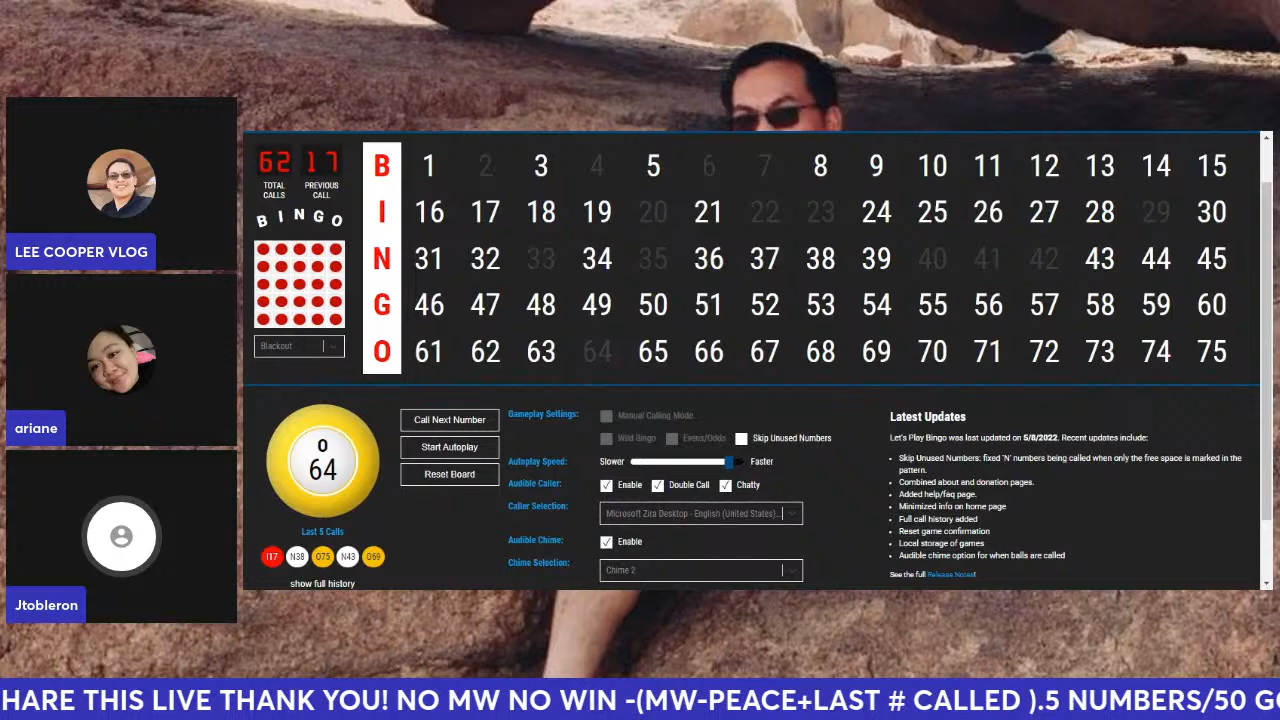 62 17
TOTAL CALLS
PREVIOUS CALL
BINGO
Blackout
B 1 2 3 4 5 6 7 8 9 10 11 12 13 14 15
I 16 17 18 19 20 21 22 23 24 25 26 27 28 29 30
N 31 32 33 34 35 36 37 38 39 40 41 42 43 44 45
G 46 47 48 49 50 51 52 53 54 55 56 57 58 59 60
O 61 62 63 64 65 66 67 68 69 70 71 72 73 74 75
LEE COOPER VLOG
ariane
Jtobleron
O
64
Last 5 Calls
I17 N38 O75 N43 O69
show full history
Call Next Number
Start Autoplay
Reset Board
Gameplay Settings:
Manual Calling Mode
Wild Bingo Evens/Odds Skip Unused Numbers
Autoplay Speed: Slower Faster
Audible Caller: Enable Double Call Chatty
Caller Selection: Microsoft Zira Desktop - English (United States)...
Audible Chime: Enable
Chime Selection: Chime 2
Latest Updates
Let's Play Bingo was last updated on 5/8/2022. Recent updates include:
Skip Unused Numbers: fixed 'N' numbers being called when only the free space is marked in the
pattern.
Combined about and donation pages.
Added help/faq page.
Minimized info on home page
Full call history added
Reset game confirmation
Local storage of games
Audible chime option for when balls are called
See the full Release Notes!
HARE THIS LIVE THANK YOU! NO MW NO WIN -(MW-PEACE+LAST # CALLED ).5 NUMBERS/50 G